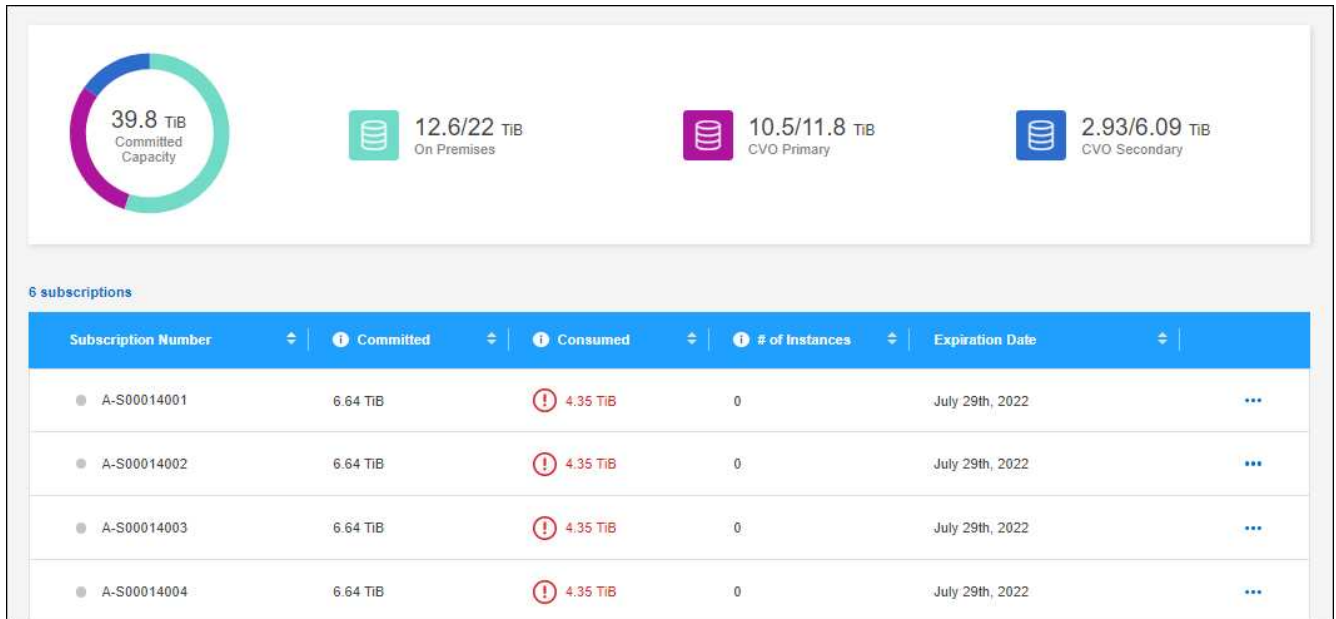 39.8 TiB
Committed
Capacity
12.6/22 TiB
On Premises
10.5/11.8 TiB
CVO Primary
2.93/6.09 TiB
CVO Secondary
6 subscriptions
Subscription Number Committed Consumed # of Instances Expiration Date
A-S00014001 6.64 TiB 4.35 TiB 0 July 29th, 2022
A-S00014002 6.64 TiB 4.35 TiB 0 July 29th, 2022
A-S00014003 6.64 TiB 4.35 TiB 0 July 29th, 2022
A-S00014004 6.64 TiB 4.35 TiB 0 July 29th, 2022